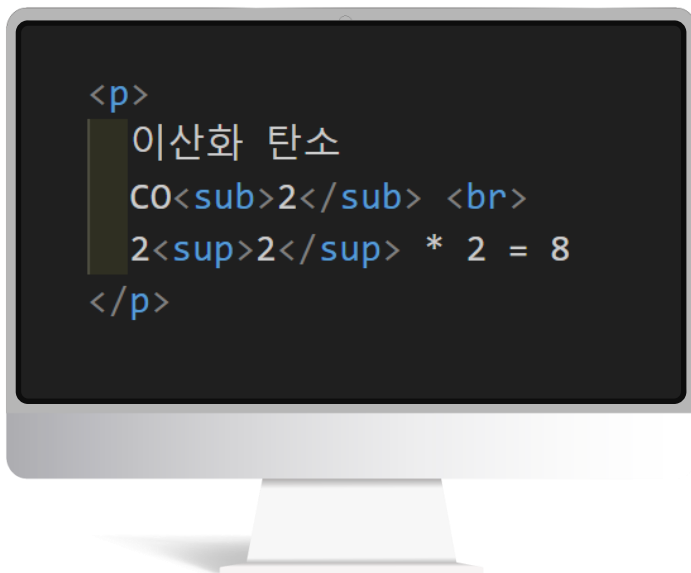 <p>
이산화 탄소
CO<sub>2</sub> <br>
2<sup>2</sup> * 2 = 8
</p>